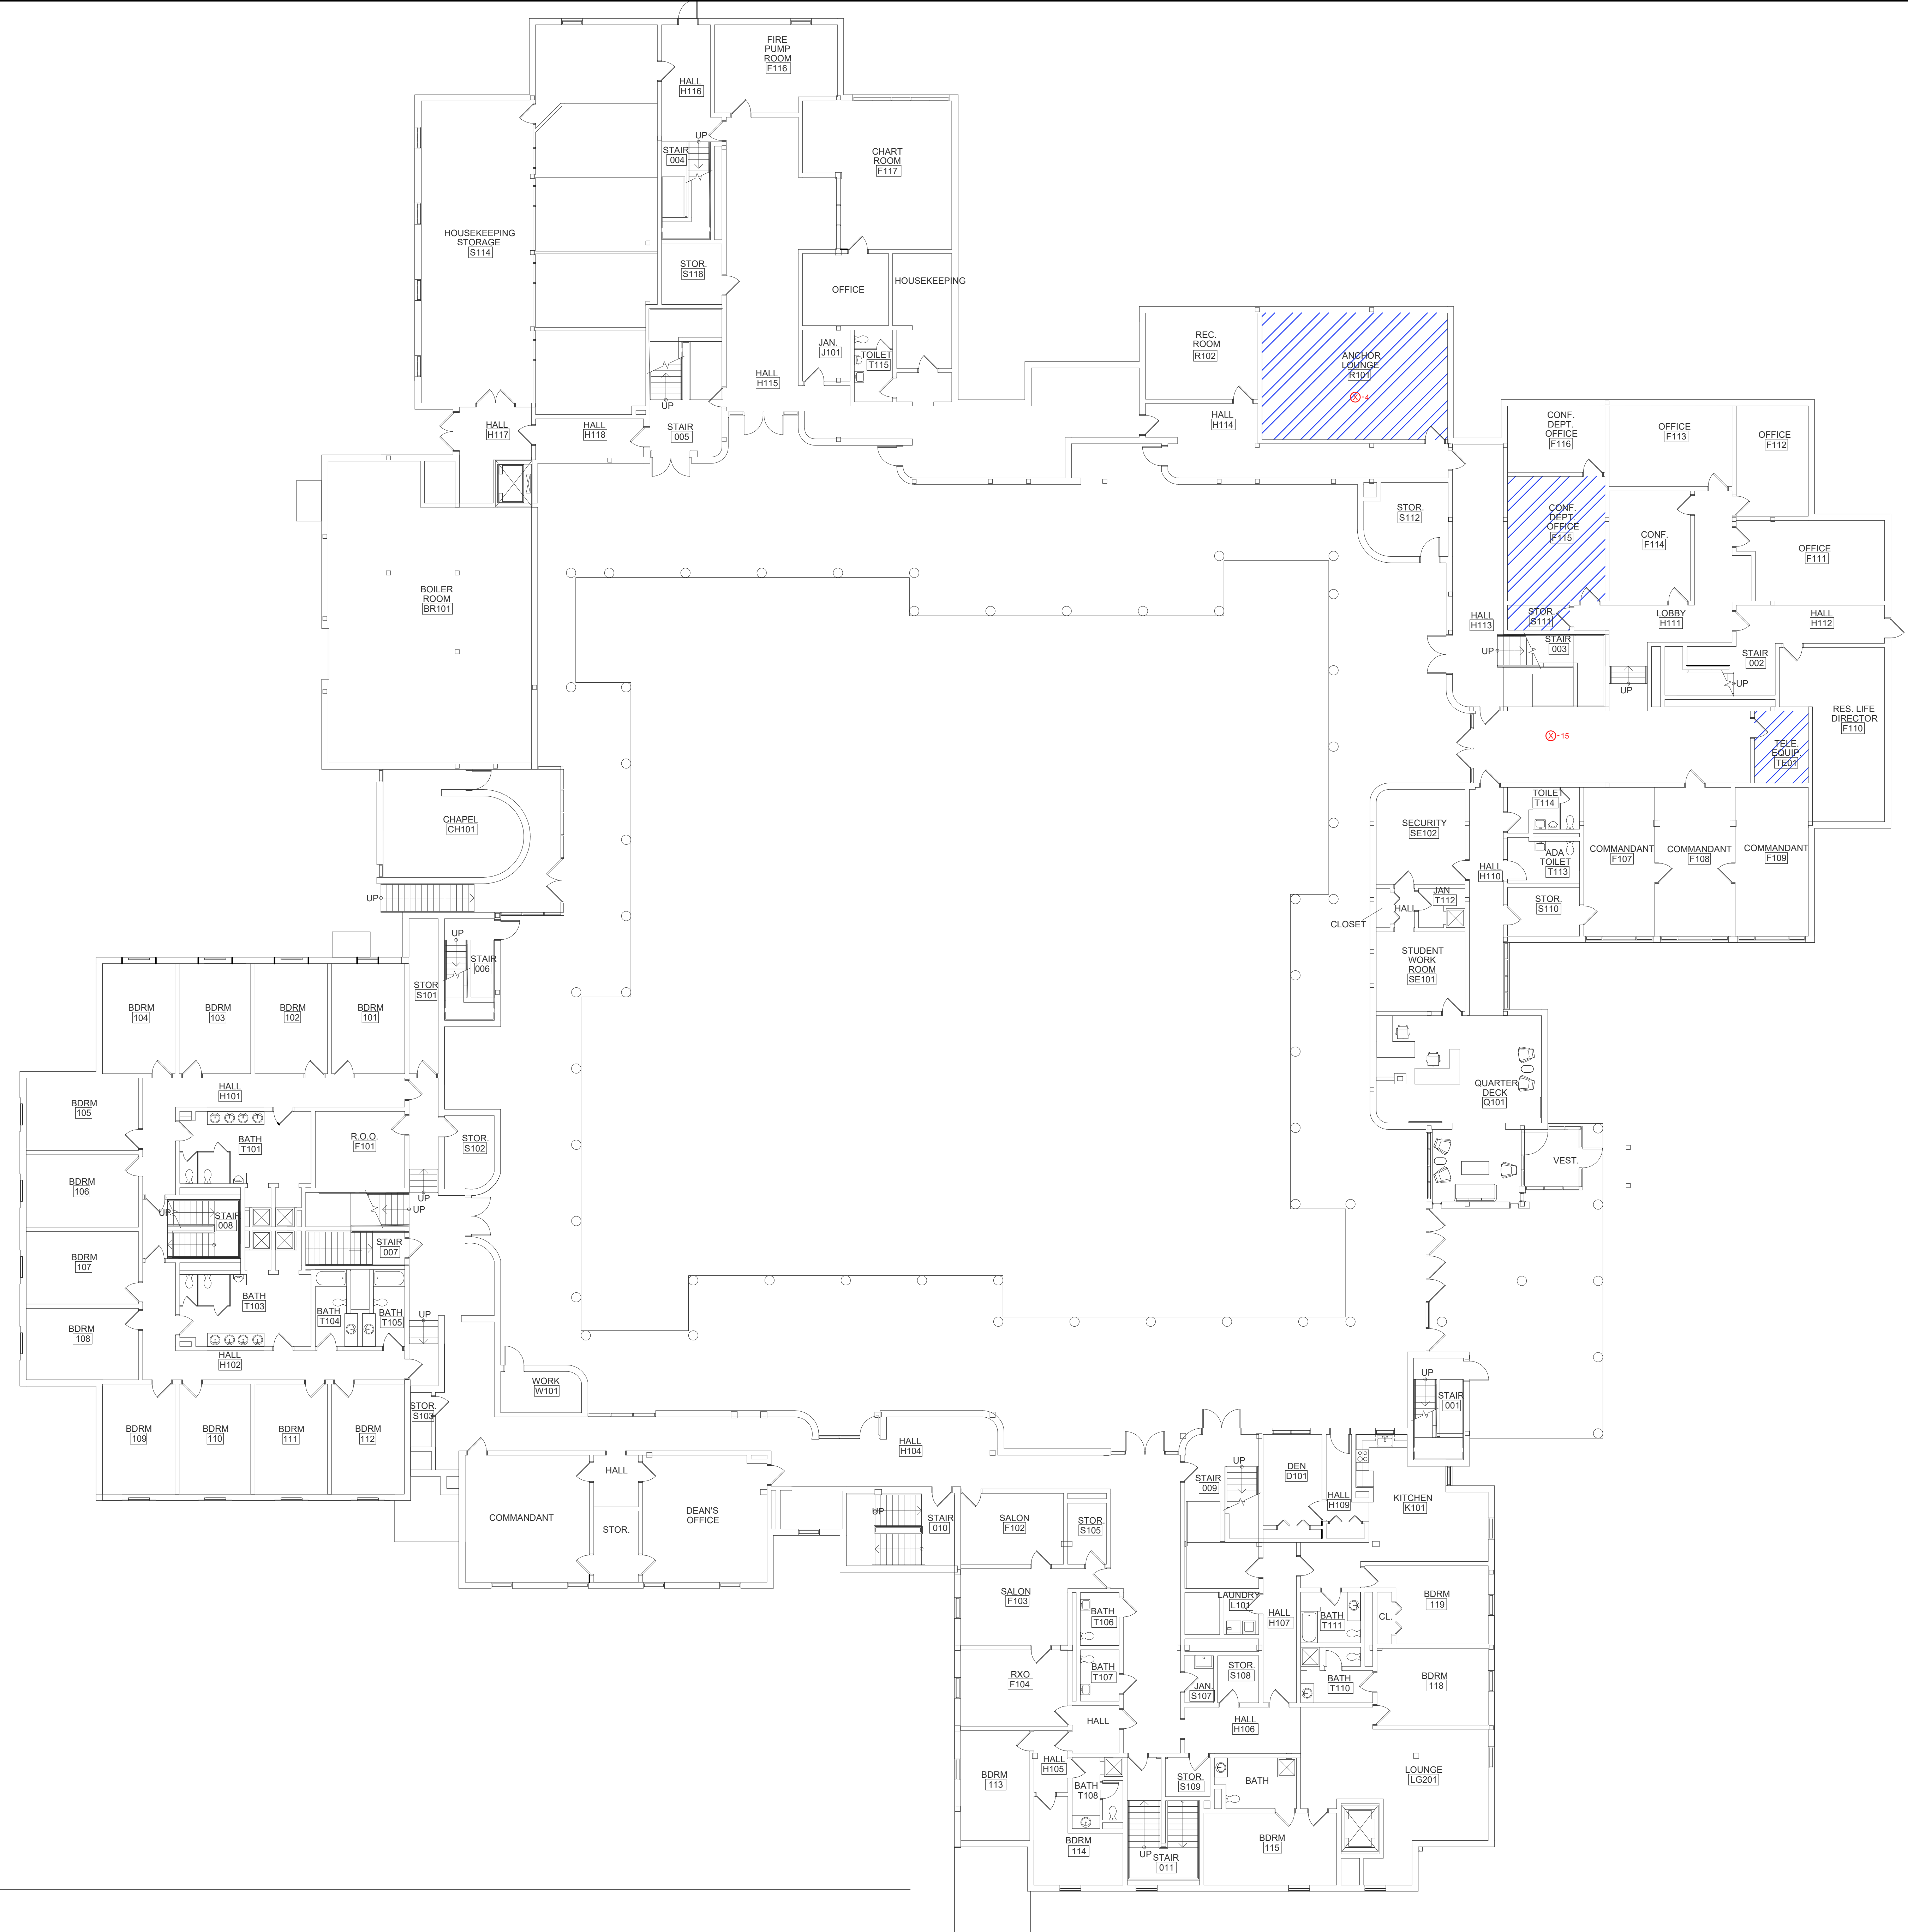 FIRE
PUMP
ROOM
F116
HALL
H116
UP
STAIR
004
CHART
ROOM
F117
HOUSEKEEPING
STORAGE
S114
STOR.
S118
OFFICE
HOUSEKEEPING
JAN.
J101
TOILET
T115
HALL
H115
UP
STAIR
005
HALL
H117
HALL
H118
REC.
ROOM
R102
ANCHOR
LOUNGE
R101
X-4
HALL
H114
CONF.
DEPT.
OFFICE
F116
OFFICE
F113
OFFICE
F112
STOR.
S112
CONF.
DEPT.
OFFICE
F115
CONF.
F114
OFFICE
F111
BOILER
ROOM
BR101
HALL
H113
STOR.
S111
LOBBY
H111
HALL
H112
STAIR
003
UP
STAIR
002
UP
UP
RES. LIFE
DIRECTOR
F110
X-15
TELE.
EQUIP.
TE01
CHAPEL
CH101
UP
SECURITY
SE102
TOILET
T114
ADA
TOILET
T113
COMMANDANT
F107
COMMANDANT
F108
COMMANDANT
F109
HALL
H110
JAN
T112
STOR.
S110
HALL
CLOSET
UP
STAIR
006
STUDENT
WORK
ROOM
SE101
STOR
S101
BDRM
104
BDRM
103
BDRM
102
BDRM
101
QUARTER
DECK
Q101
HALL
H101
BDRM
105
BATH
T101
R.O.O.
F101
STOR.
S102
VEST.
BDRM
106
UP
UP
UP
STAIR
008
STAIR
007
BDRM
107
BATH
T103
BATH
T104
BATH
T105
UP
BDRM
108
HALL
H102
WORK
W101
UP
STAIR
001
STOR.
S103
BDRM
109
BDRM
110
BDRM
111
BDRM
112
HALL
H104
HALL
UP
STAIR
009
DEN
D101
HALL
H109
KITCHEN
K101
COMMANDANT
STOR.
DEAN'S
OFFICE
UP
STAIR
010
SALON
F102
STOR.
S105
SALON
F103
BATH
T106
LAUNDRY
L101
HALL
H107
BATH
T111
CL.
BDRM
119
RXO
F104
BATH
T107
JAN.
S107
STOR.
S108
BATH
T110
BDRM
118
HALL
HALL
H106
BDRM
113
HALL
H105
BATH
T108
STOR.
S109
BATH
LOUNGE
LG201
BDRM
114
UP
STAIR
011
BDRM
115